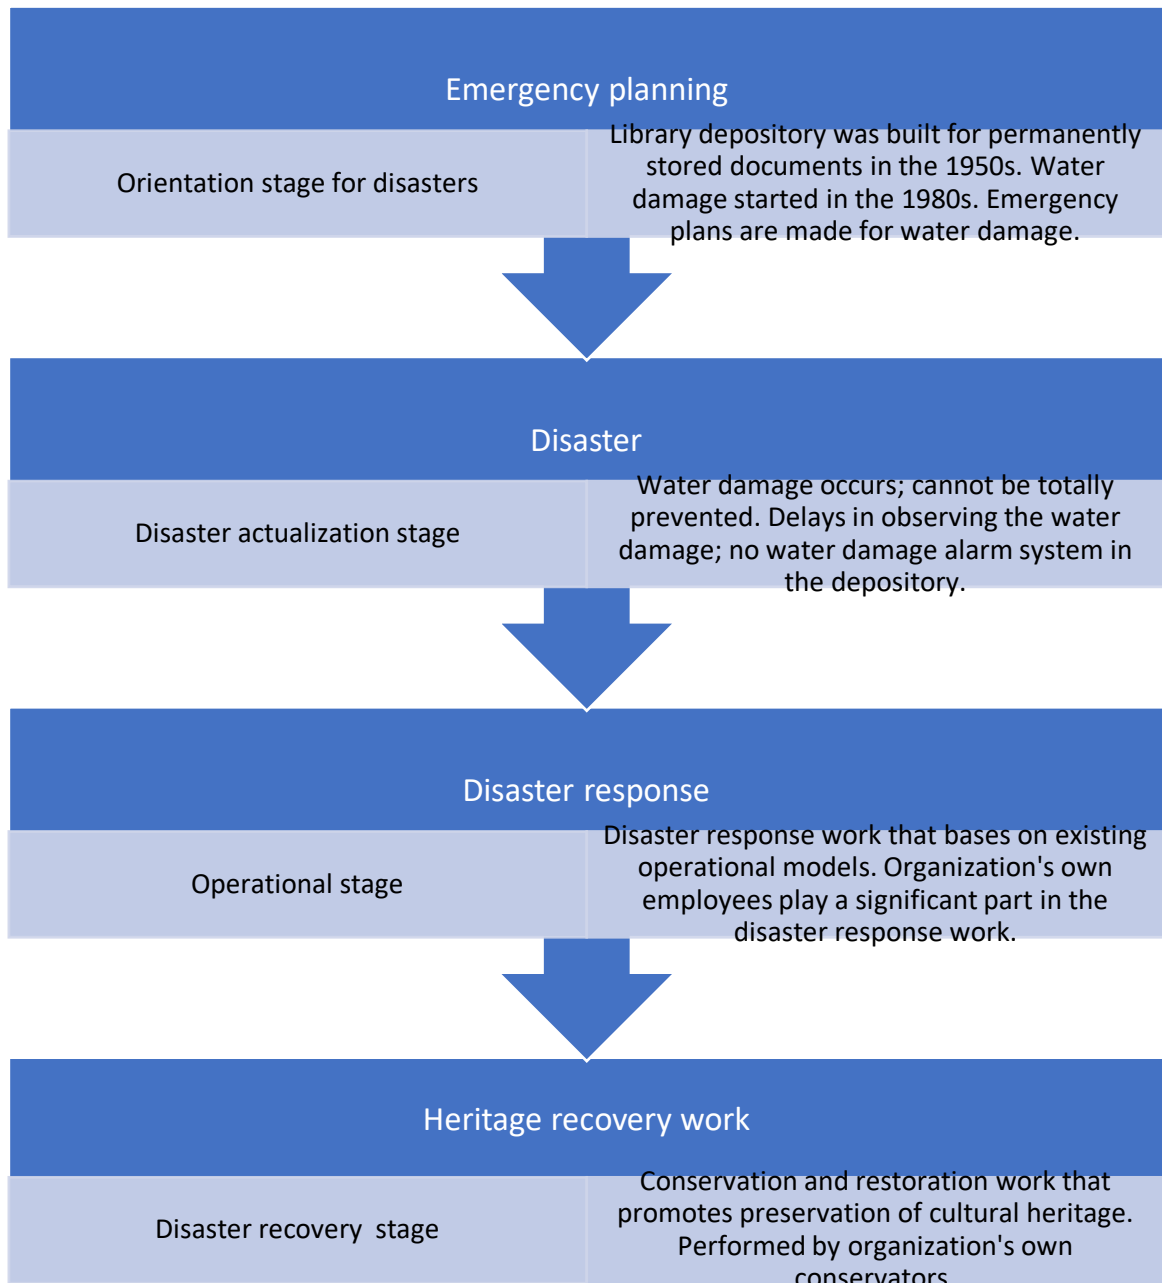 Emergency planning
Orientation stage for disasters
Library depository was built for permanently
stored documents in the 1950s. Water
damage started in the 1980s. Emergency
plans are made for water damage.
Disaster
Disaster actualization stage
Water damage occurs; cannot be totally
prevented. Delays in observing the water
damage; no water damage alarm system in
the depository.
Disaster response
Operational stage
Disaster response work that bases on existing
operational models. Organization's own
employees play a significant part in the
disaster response work.
Heritage recovery work
Disaster recovery  stage
Conservation and restoration work that
promotes preservation of cultural heritage.
Performed by organization's own
conservators